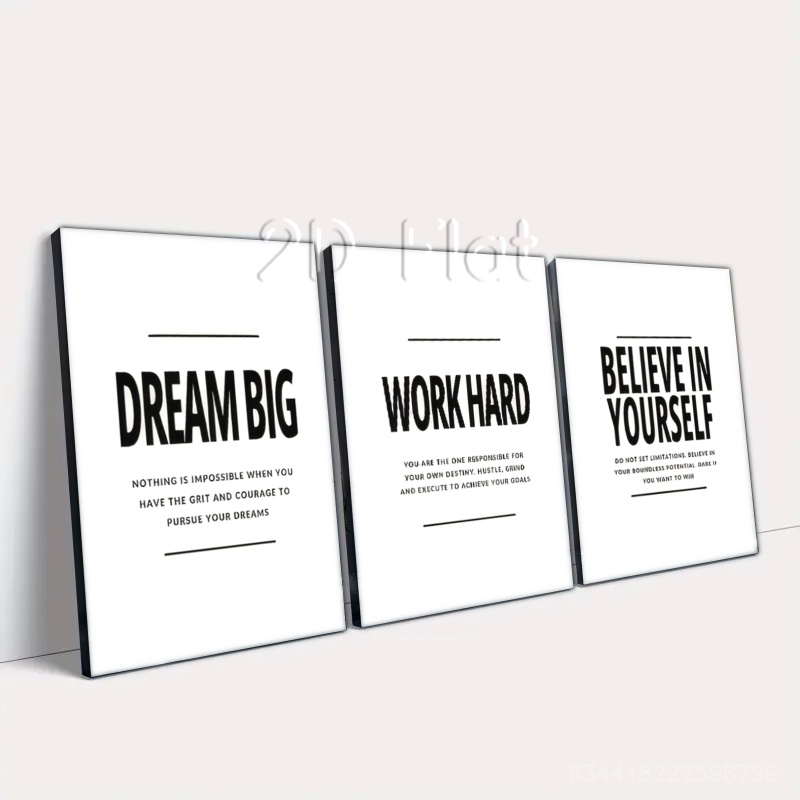 2D Flat
DREAM BIG
NOTHING IS IMPOSSIBLE WHEN YOU
HAVE THE GRIT AND COURAGE TO
PURSUE YOUR DREAMS
WORK HARD
YOU ARE THE ONE RESPONSIBLE FOR
YOUR OWN DESTINY. HUSTLE, GRIND
AND EXECUTE TO ACHIEVE YOUR GOALS
BELIEVE IN
YOURSELF
DO NOT SET LIMITATIONS. BELIEVE IN
YOUR BOUNDLESS POTENTIAL. DARE IF
YOU WANT TO WIN